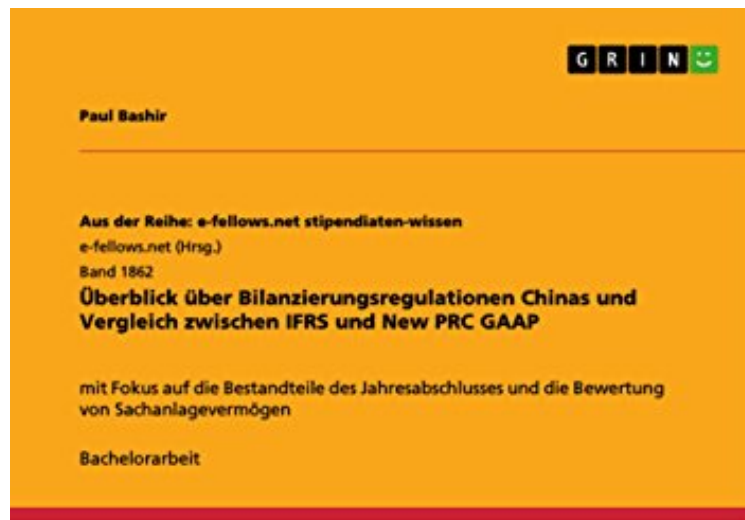 GRIN
Paul Bashir
Aus der Reihe: e-fellows.net stipendiaten-wissen
e-fellows.net (Hrsg.)
Band 1862
Überblick über Bilanzierungsregulationen Chinas und
Vergleich zwischen IFRS und New PRC GAAP
mit Fokus auf die Bestandteile des Jahresabschlusses und die Bewertung
von Sachanlagevermögen
Bachelorarbeit